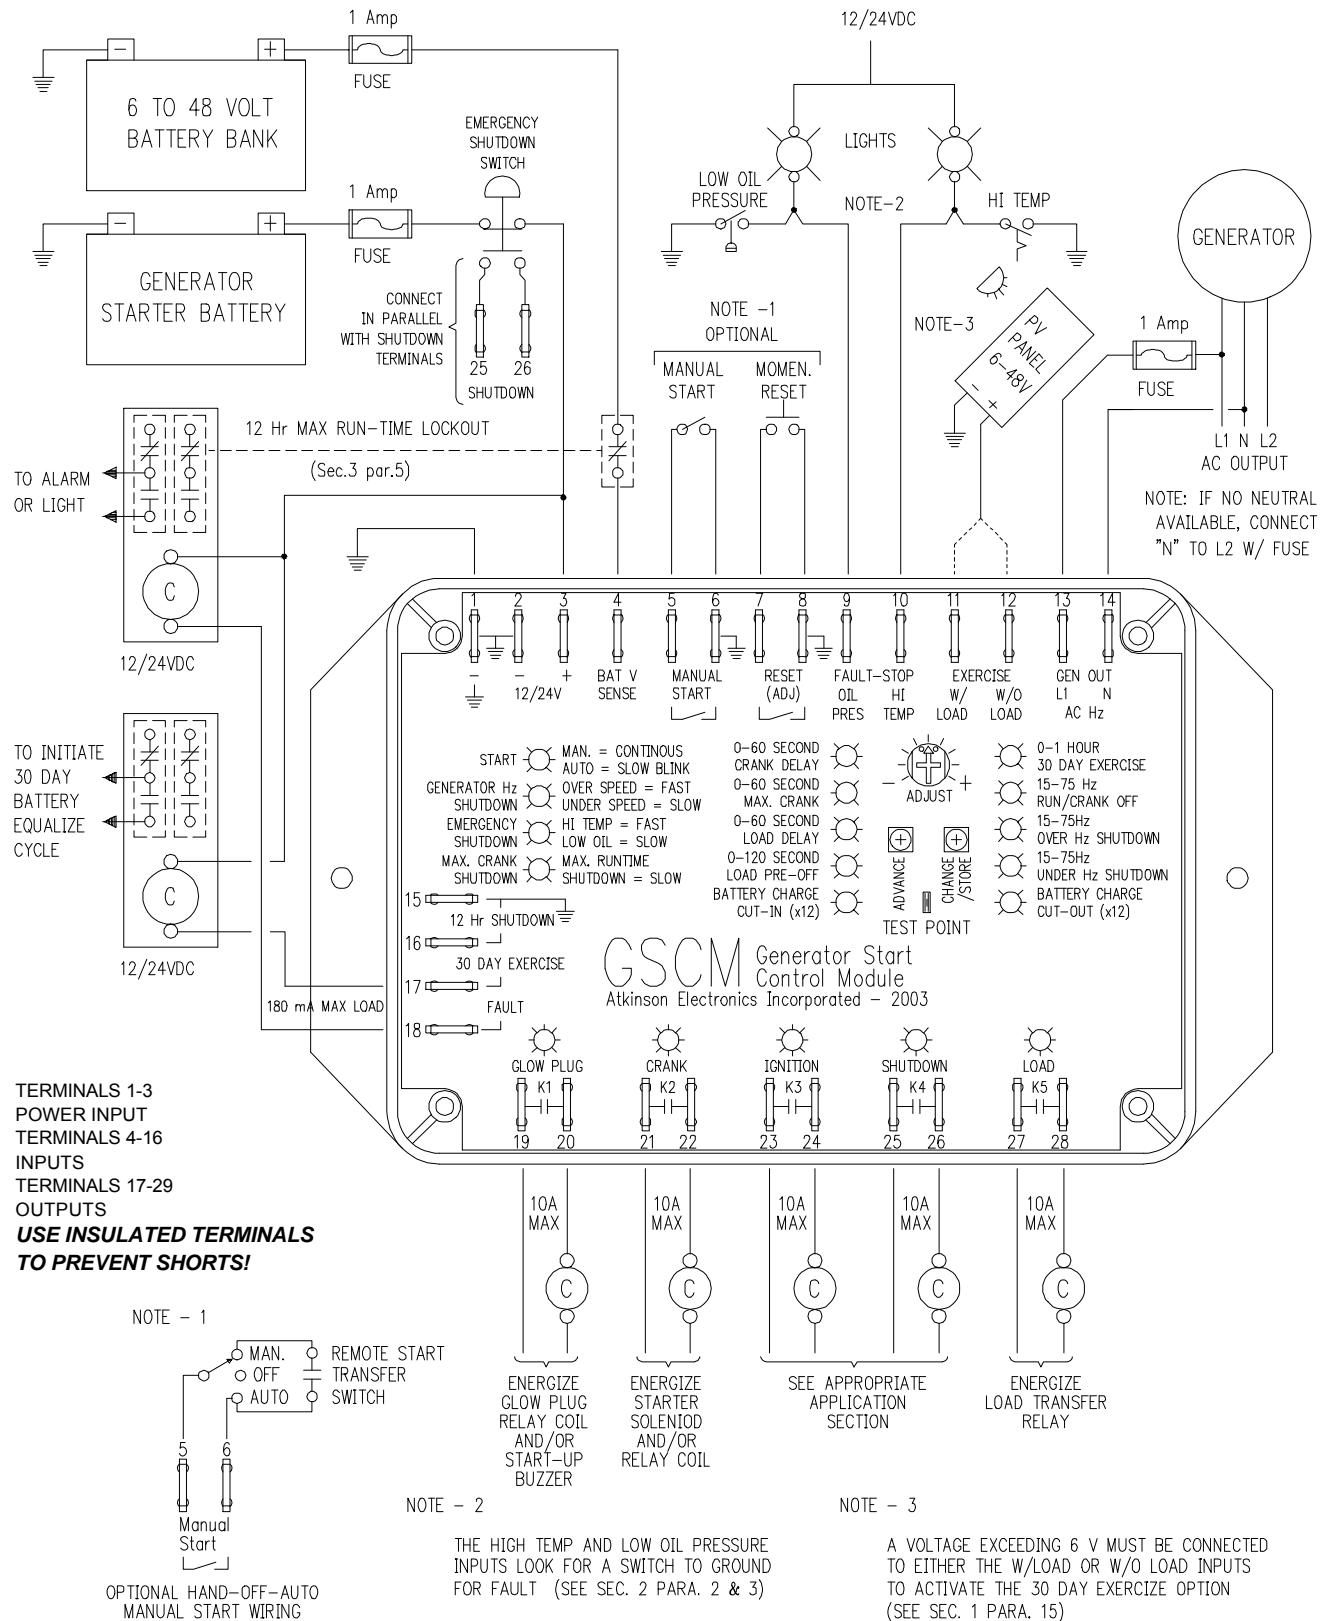 1 Amp
FUSE
- +
6 TO 48 VOLT
BATTERY BANK
1 Amp
FUSE
- +
GENERATOR
STARTER BATTERY
EMERGENCY
SHUTDOWN
SWITCH
CONNECT
IN PARALLEL
WITH SHUTDOWN
TERMINALS
25 26
SHUTDOWN
12/24VDC
LIGHTS
LOW OIL
PRESSURE
NOTE-2
HI TEMP
GENERATOR
NOTE -1
OPTIONAL
MANUAL
START
MOMEN.
RESET
NOTE-3
PV
PANEL
6-48V
- +
1 Amp
FUSE
L1 N L2
AC OUTPUT
NOTE: IF NO NEUTRAL
AVAILABLE, CONNECT
"N" TO L2 W/ FUSE
12 Hr MAX RUN-TIME LOCKOUT
(Sec.3 par.5)
TO ALARM
OR LIGHT
C
12/24VDC
TO INITIATE
30 DAY
BATTERY
EQUALIZE
CYCLE
C
12/24VDC
180 mA MAX LOAD
1 2 3 4 5 6 7 8 9 10 11 12 13 14
- - +
12/24V
BAT V
SENSE
MANUAL
START
RESET
(ADJ)
FAULT-STOP
OIL
PRES
HI
TEMP
EXERCISE
W/
LOAD
W/O
LOAD
GEN OUT
L1 N
AC Hz
START
MAN. = CONTINOUS
AUTO = SLOW BLINK
GENERATOR Hz
SHUTDOWN
OVER SPEED = FAST
UNDER SPEED = SLOW
EMERGENCY
SHUTDOWN
HI TEMP = FAST
LOW OIL = SLOW
MAX. CRANK
SHUTDOWN
MAX. RUNTIME
SHUTDOWN = SLOW
0-60 SECOND
CRANK DELAY
0-60 SECOND
MAX. CRANK
0-60 SECOND
LOAD DELAY
0-120 SECOND
LOAD PRE-OFF
BATTERY CHARGE
CUT-IN (x12)
- +
ADJUST
ADVANCE
CHANGE
/STORE
TEST POINT
0-1 HOUR
30 DAY EXERCISE
15-75 Hz
RUN/CRANK OFF
15-75Hz
OVER Hz SHUTDOWN
15-75Hz
UNDER Hz SHUTDOWN
BATTERY CHARGE
CUT-OUT (x12)
15
12 Hr SHUTDOWN
16
30 DAY EXERCISE
17
FAULT
18
GSCM Generator Start
Control Module
Atkinson Electronics Incorporated - 2003
GLOW PLUG
K1
19 20
CRANK
K2
21 22
IGNITION
K3
23 24
SHUTDOWN
K4
25 26
LOAD
K5
27 28
TERMINALS 1-3
POWER INPUT
TERMINALS 4-16
INPUTS
TERMINALS 17-29
OUTPUTS
USE INSULATED TERMINALS
TO PREVENT SHORTS!
10A
MAX
10A
MAX
10A
MAX
10A
MAX
10A
MAX
C C C C C
ENERGIZE
GLOW PLUG
RELAY COIL
AND/OR
START-UP
BUZZER
ENERGIZE
STARTER
SOLENIOD
AND/OR
RELAY COIL
SEE APPROPRIATE
APPLICATION
SECTION
ENERGIZE
LOAD TRANSFER
RELAY
NOTE - 1
MAN.
OFF
AUTO
REMOTE START
TRANSFER
SWITCH
5 6
Manual
Start
OPTIONAL HAND-OFF-AUTO
MANUAL START WIRING
NOTE - 2
THE HIGH TEMP AND LOW OIL PRESSURE
INPUTS LOOK FOR A SWITCH TO GROUND
FOR FAULT (SEE SEC. 2 PARA. 2 & 3)
NOTE - 3
A VOLTAGE EXCEEDING 6 V MUST BE CONNECTED
TO EITHER THE W/LOAD OR W/O LOAD INPUTS
TO ACTIVATE THE 30 DAY EXERCIZE OPTION
(SEE SEC. 1 PARA. 15)